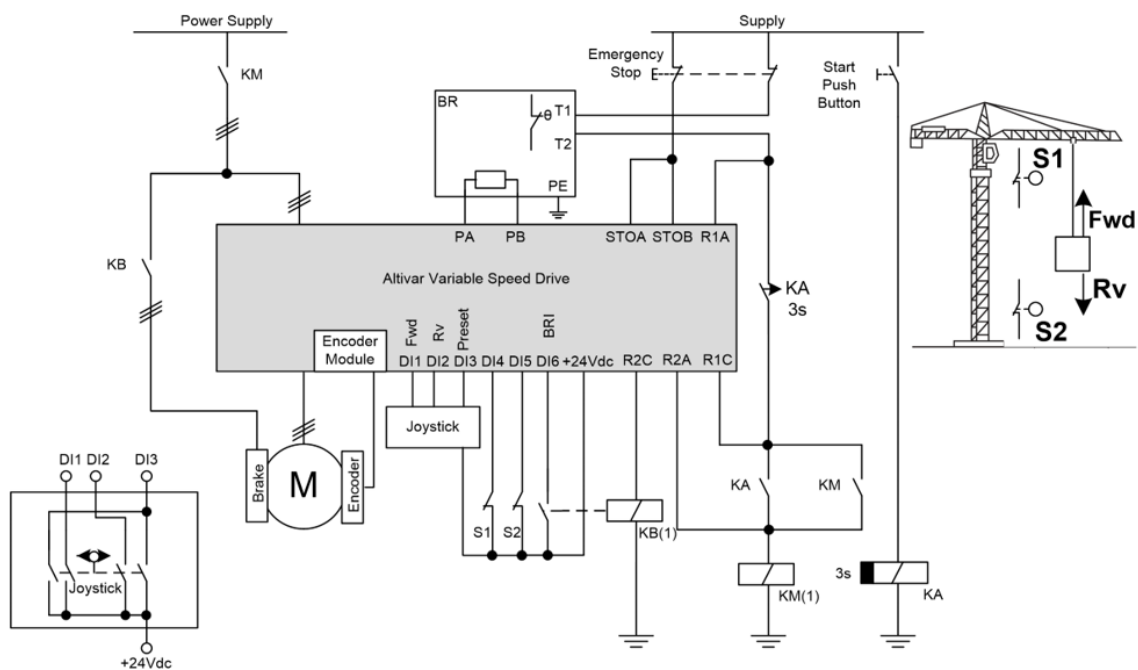 Power Supply
Supply
KM
Emergency
Stop
Start
Push
Button
BR
θ
T1
T2
PE
S1
Fwd
Rv
S2
PA
PB
STOA
STOB
R1A
KB
Altivar Variable Speed Drive
KA
3s
Encoder
Module
Fwd
Rv
Preset
BRI
DI1
DI2
DI3
DI4
DI5
DI6
+24Vdc
R2C
R2A
R1C
Joystick
Brake
M
Encoder
DI1
DI2
DI3
S1
S2
KB(1)
KA
KM
Joystick
3s
KM(1)
KA
+24Vdc